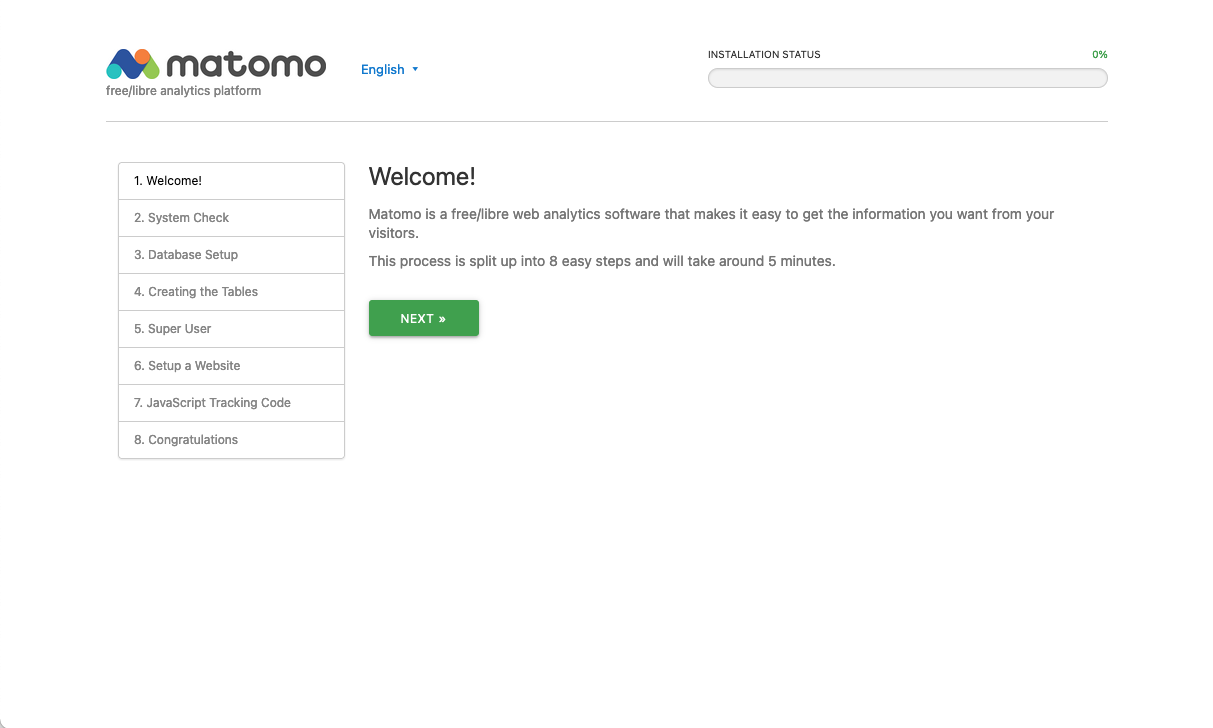 matomo
free/libre analytics platform
English
INSTALLATION STATUS
0%
1. Welcome!
2. System Check
3. Database Setup
4. Creating the Tables
5. Super User
6. Setup a Website
7. JavaScript Tracking Code
8. Congratulations
Welcome!
Matomo is a free/libre web analytics software that makes it easy to get the information you want from your
visitors.
This process is split up into 8 easy steps and will take around 5 minutes.
NEXT »